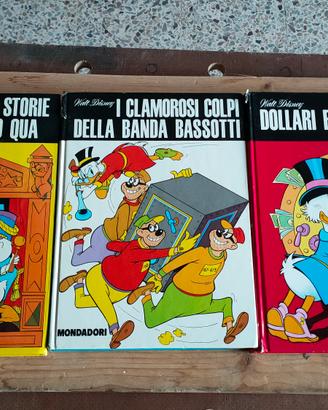 STORIE
QUA
Walt Disney
I CLAMOROSI COLPI
DELLA BANDA BASSOTTI
MONDADORI
Walt Disney
DOLLARI